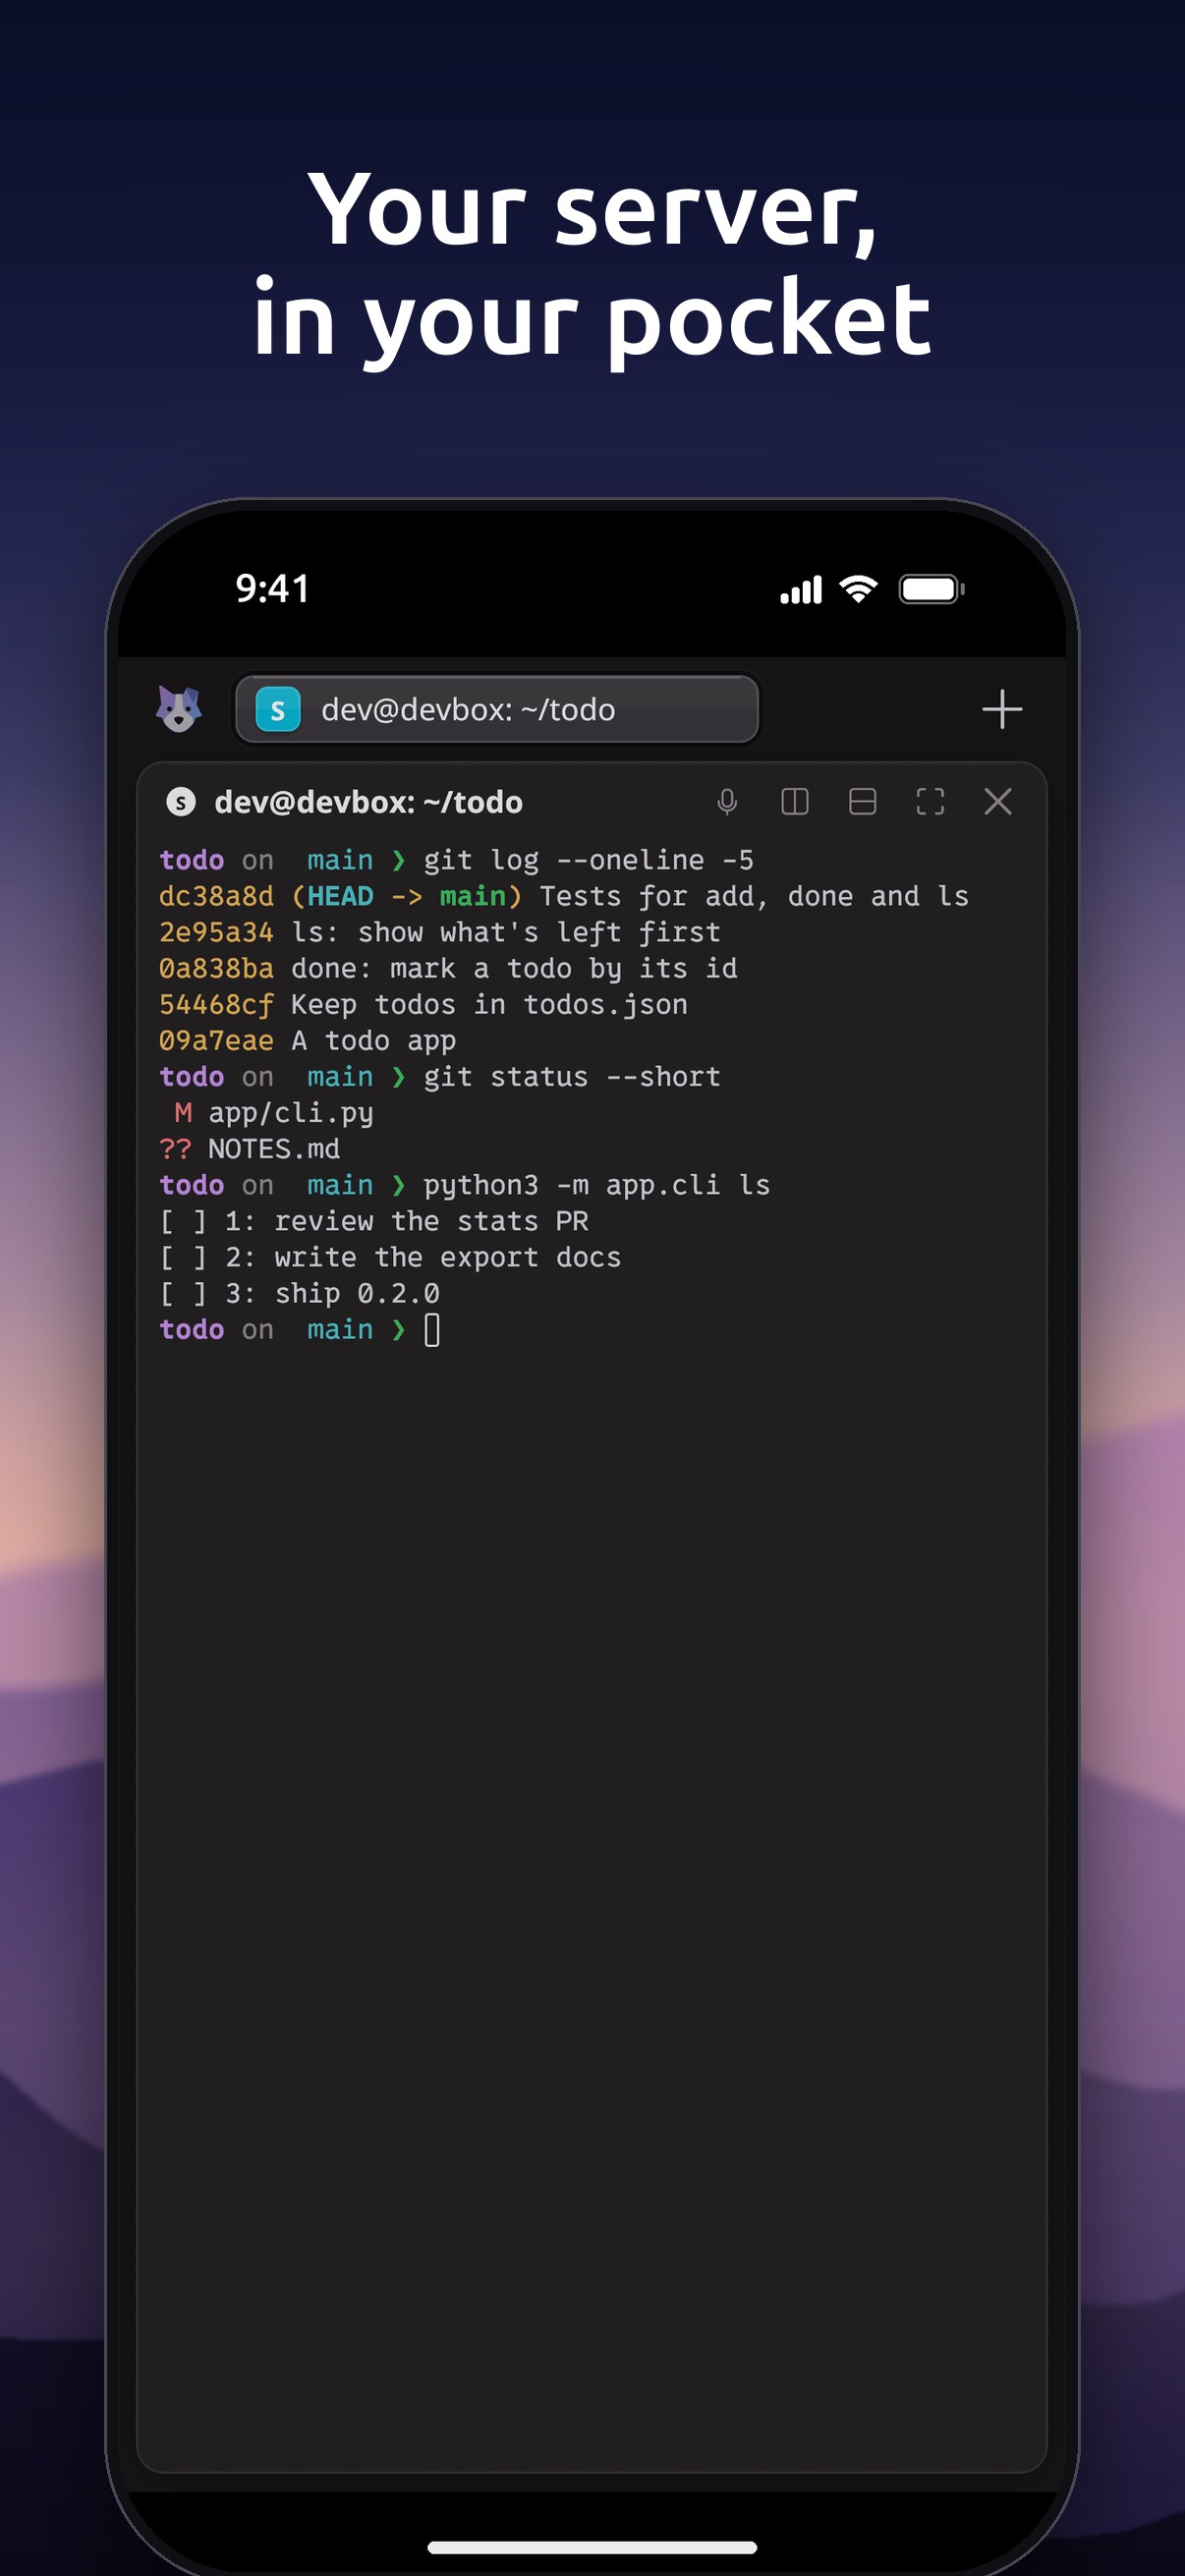 Your server,
in your pocket
9:41
S dev@devbox: ~/todo
S dev@devbox: ~/todo
todo on main ❯ git log --oneline -5
dc38a8d (HEAD -> main) Tests for add, done and ls
2e95a34 ls: show what's left first
0a838ba done: mark a todo by its id
54468cf Keep todos in todos.json
09a7eae A todo app
todo on main ❯ git status --short
 M app/cli.py
?? NOTES.md
todo on main ❯ python3 -m app.cli ls
[ ] 1: review the stats PR
[ ] 2: write the export docs
[ ] 3: ship 0.2.0
todo on main ❯